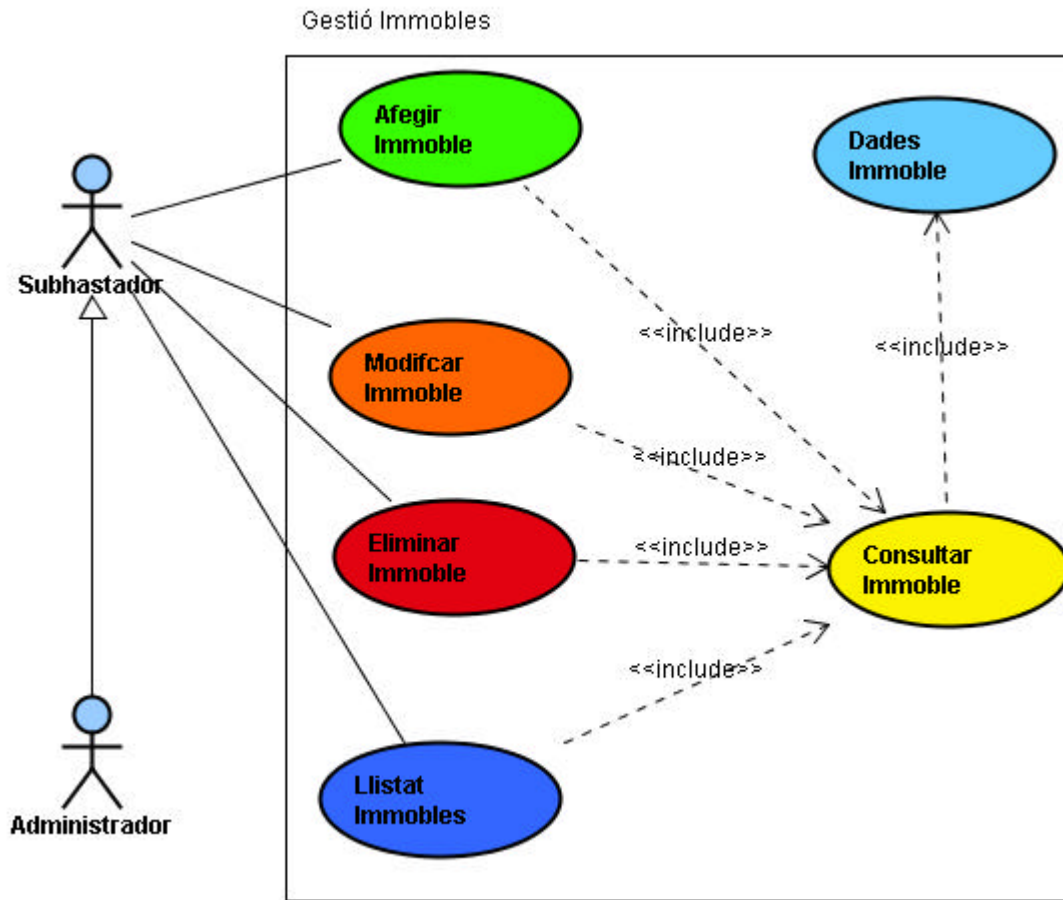 Gestió Immobles
Afegir
Immoble
Dades
Immoble
Subhastador
<<include>>
<<include>>
Modifcar
Immoble
<<include>>
Eliminar
Immoble
<<include>>
Consultar
Immoble
<<include>>
Llistat
Immobles
Administrador